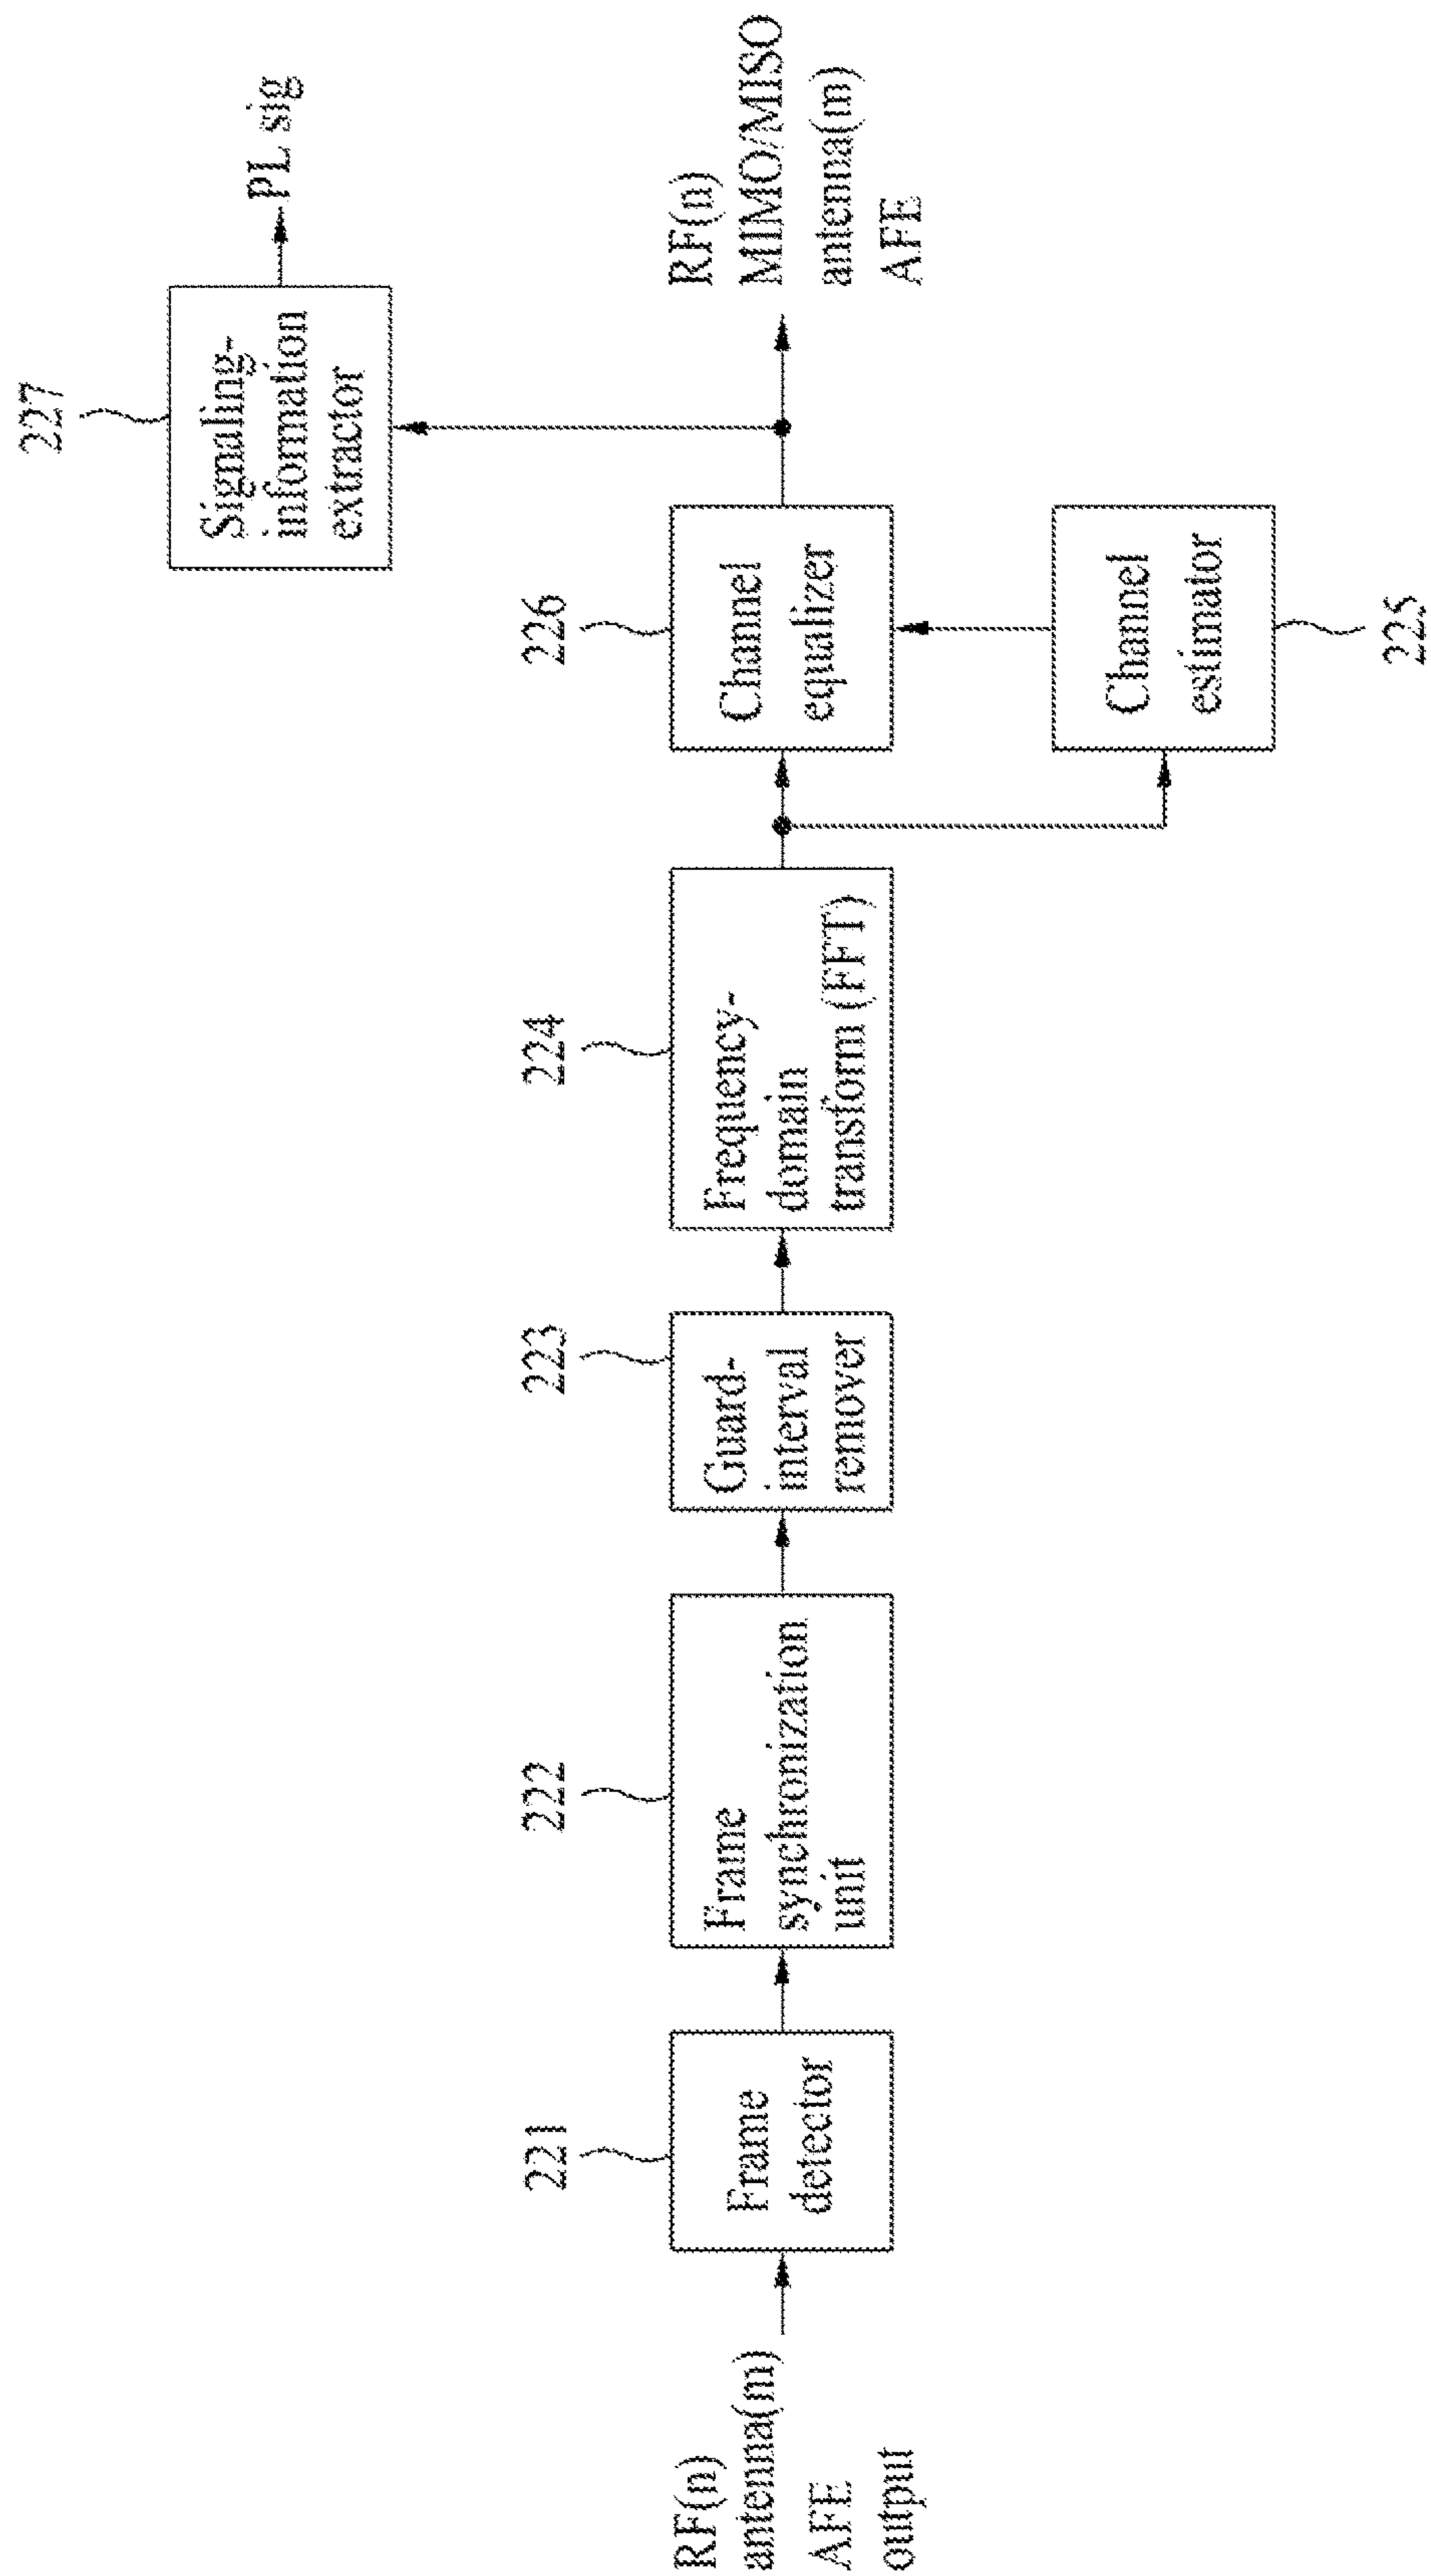 RF(n)
antenna(m)
AFE
output
221
Frame
detector
222
Frame
synchronization
unit
223
Guard-
interval
remover
224
Frequency-
domain
transform (FFT)
226
Channel
equalizer
Channel
estimator
225
227
Signaling-
information
extractor
PL sig
RF(n)
MIMO/MISO
antenna(m)
AFE